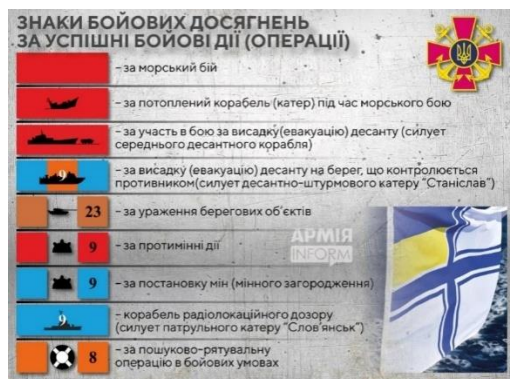 ЗНАКИ БОЙОВИХ ДОСЯГНЕНЬ
ЗА УСПІШНІ БОЙОВІ ДІЇ (ОПЕРАЦІЇ)
– за морський бій
– за потоплений корабель (катер) під час морського бою
– за участь в бою за висадку(евакуацію) десанту (силует
середнього десантного корабля)
9 – за висадку (евакуацію) десанту на берег, що контролюється
противником(силует десантно-штурмового катеру "Станіслав")
23 – за ураження берегових об'єктів
АРМІЯ
INFORM
9 – за протимінні дії
9 – за постановку мін (мінного загородження)
9 – корабель радіолокаційного дозору
(силует патрульного катеру "Слов'янськ")
8 – за пошуково-рятувальну
операцію в бойових умовах